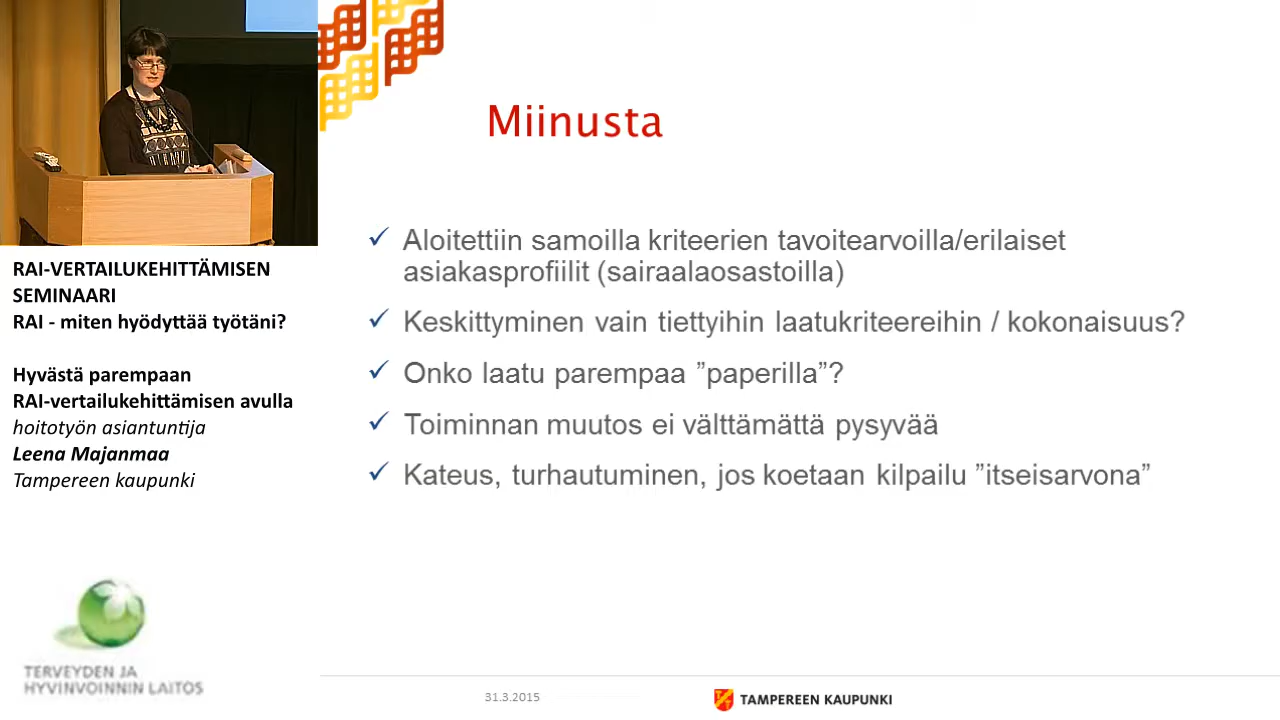 RAI-VERTAILUKEHITTÄMISEN
SEMINAARI
RAI - miten hyödyttää työtäni?
Hyvästä parempaan
RAI-vertailukehittämisen avulla
hoitotyön asiantuntija
Leena Majanmaa
Tampereen kaupunki
TERVEYDEN JA
HYVINVOINNIN LAITOS
Miinusta
✓ Aloitettiin samoilla kriteerien tavoitearvoilla/erilaiset
asiakasprofiilit (sairaalaosastoilla)
✓ Keskittyminen vain tiettyihin laatukriteereihin / kokonaisuus?
✓ Onko laatu parempaa ”paperilla”?
✓ Toiminnan muutos ei välttämättä pysyvää
✓ Kateus, turhautuminen, jos koetaan kilpailu ”itseisarvona”
31.3.2015
TAMPEREEN KAUPUNKI